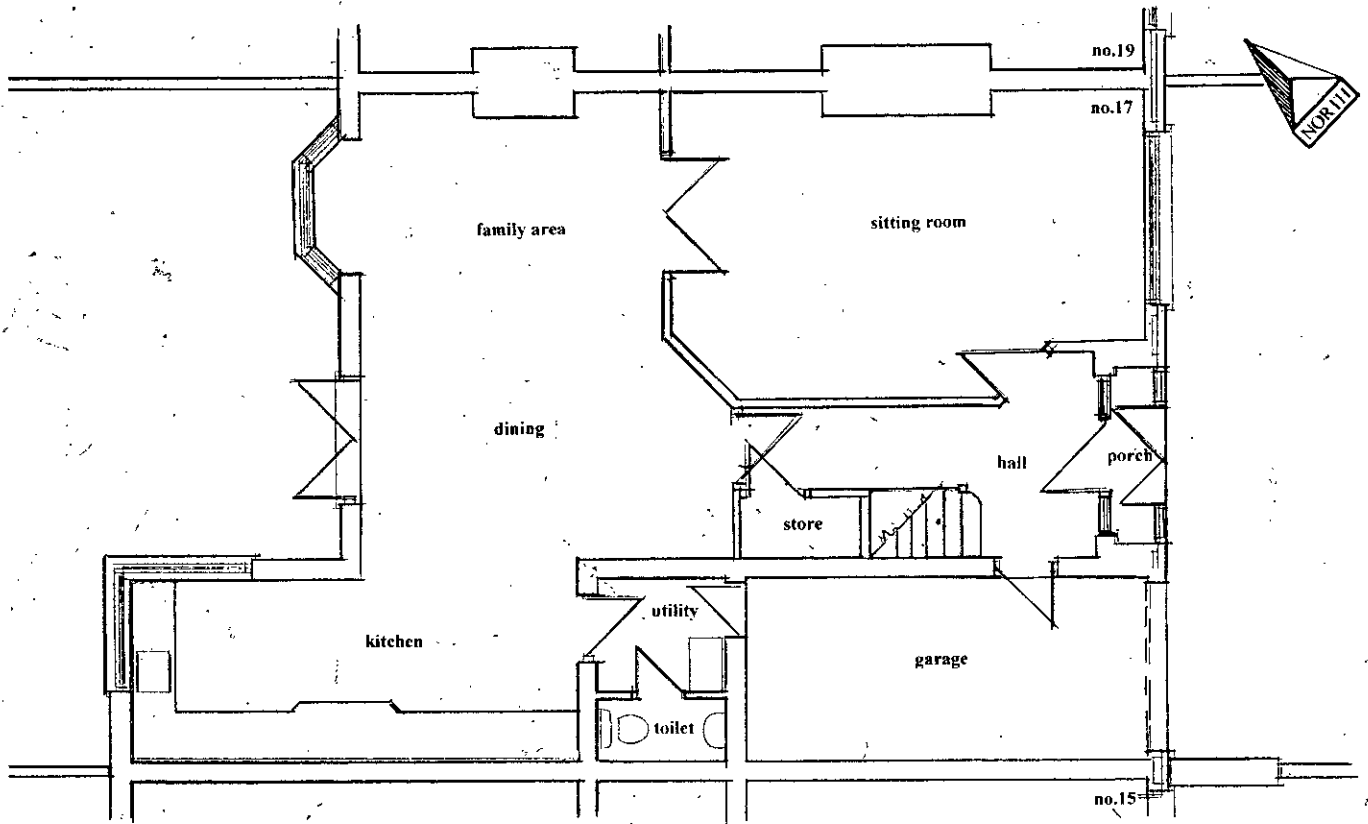 no.19
NORTH
no.17
family area
sitting room
dining
hall
porch
store
utility
kitchen
garage
toilet
no.15